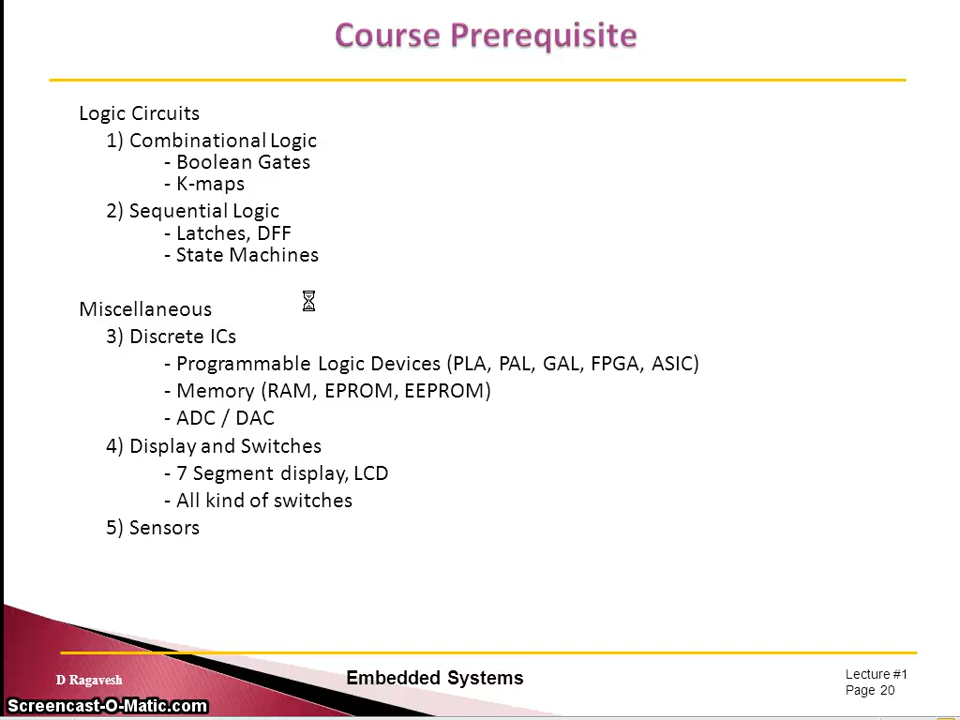 Course Prerequisite
Logic Circuits
1) Combinational Logic
- Boolean Gates
- K-maps
2) Sequential Logic
- Latches, DFF
- State Machines
Miscellaneous
3) Discrete ICs
- Programmable Logic Devices (PLA, PAL, GAL, FPGA, ASIC)
- Memory (RAM, EPROM, EEPROM)
- ADC / DAC
4) Display and Switches
- 7 Segment display, LCD
- All kind of switches
5) Sensors
D Ragavesh
Embedded Systems
Lecture #1
Page 20
Screencast-O-Matic.com